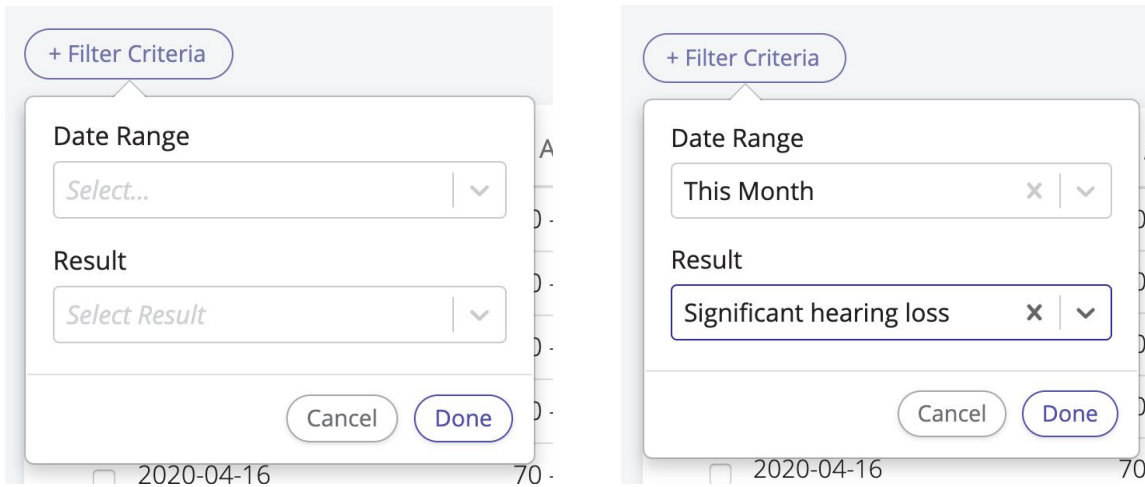 + Filter Criteria
Date Range
Select...
Result
Select Result
Cancel Done
2020-04-16 70 -
+ Filter Criteria
Date Range
This Month
Result
Significant hearing loss
Cancel Done
2020-04-16 70